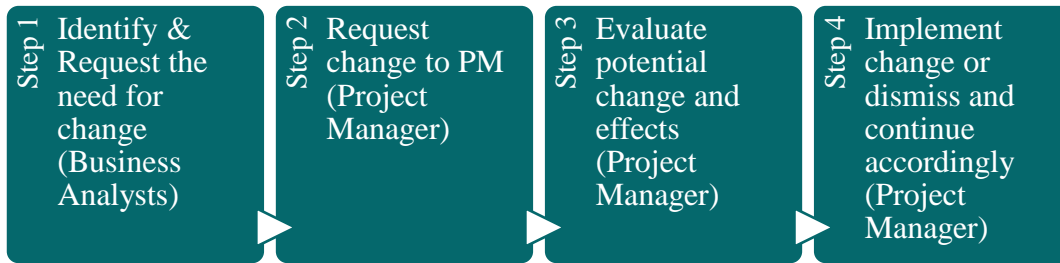 Step 1
Identify &
Request the
need for
change
(Business
Analysts)
Step 2
Request
change to PM
(Project
Manager)
Step 3
Evaluate
potential
change and
effects
(Project
Manager)
Step 4
Implement
change or
dismiss and
continue
accordingly
(Project
Manager)